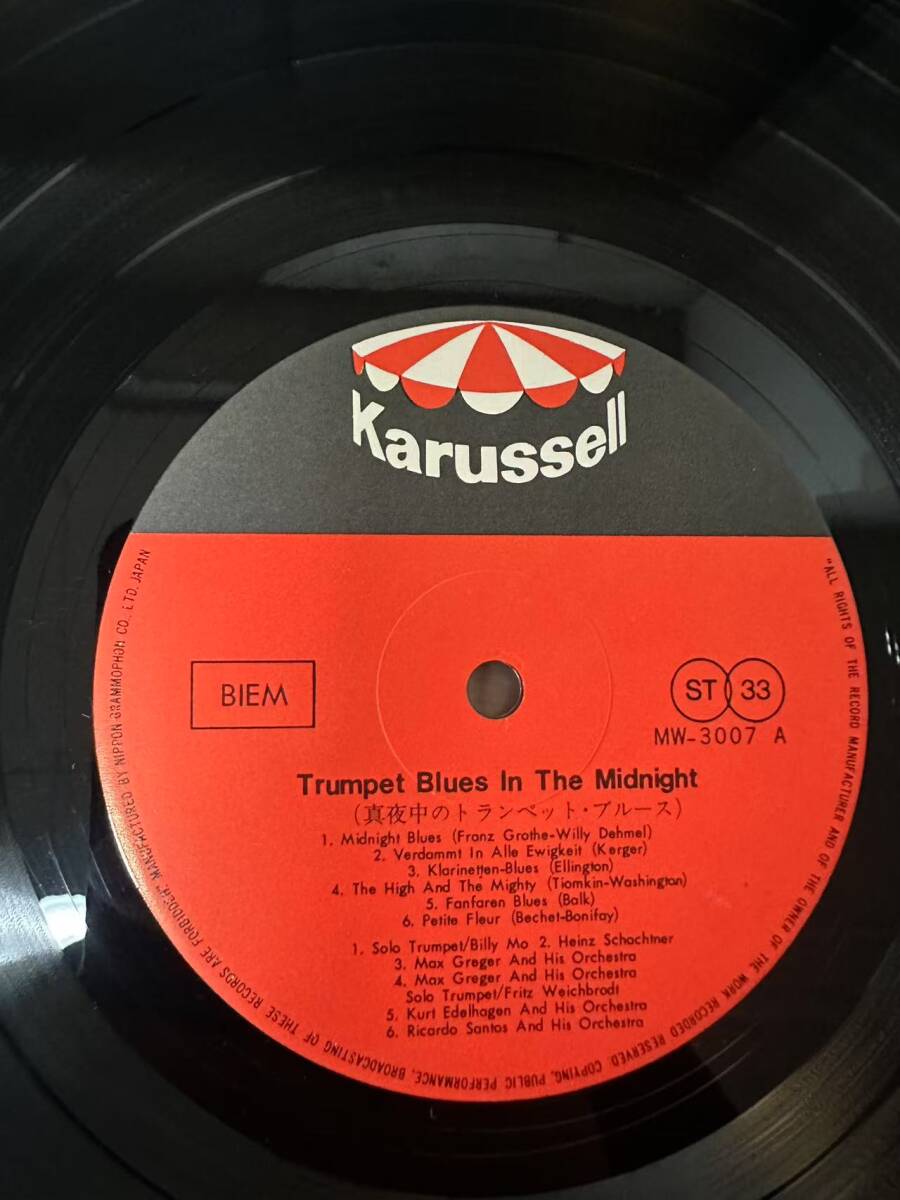 Karussell
BIEM
ST 33
MW-3007 A
Trumpet Blues In The Midnight
(真夜中のトランペット・ブルース)
1. Midnight Blues (Franz Grothe-Willy Dehmel)
2. Verdammt In Alle Ewigkeit (Kerger)
3. Klarinetten-Blues (Ellington)
4. The High And The Mighty (Tiomkin-Washington)
5. Fanfaren Blues (Balk)
6. Petite Fleur (Bechet-Bonifay)
1. Solo Trumpet/Billy Mo 2. Heinz Schachtner
3. Max Greger And His Orchestra
4. Max Greger And His Orchestra
Solo Trumpet/Fritz Weichbrodt
5. Kurt Edelhagen And His Orchestra
6. Ricardo Santos And His Orchestra
"ALL RIGHTS OF THE RECORD MANUFACTURER AND OF THE OWNER OF THE WORK RECORDED RESERVED. COPYING, PUBLIC PERFORMANCE, BROADCASTING OF THESE RECORDS ARE FORBIDDEN" MANUFACTURED BY NIPPON GRAMMOPHON CO., LTD. JAPAN